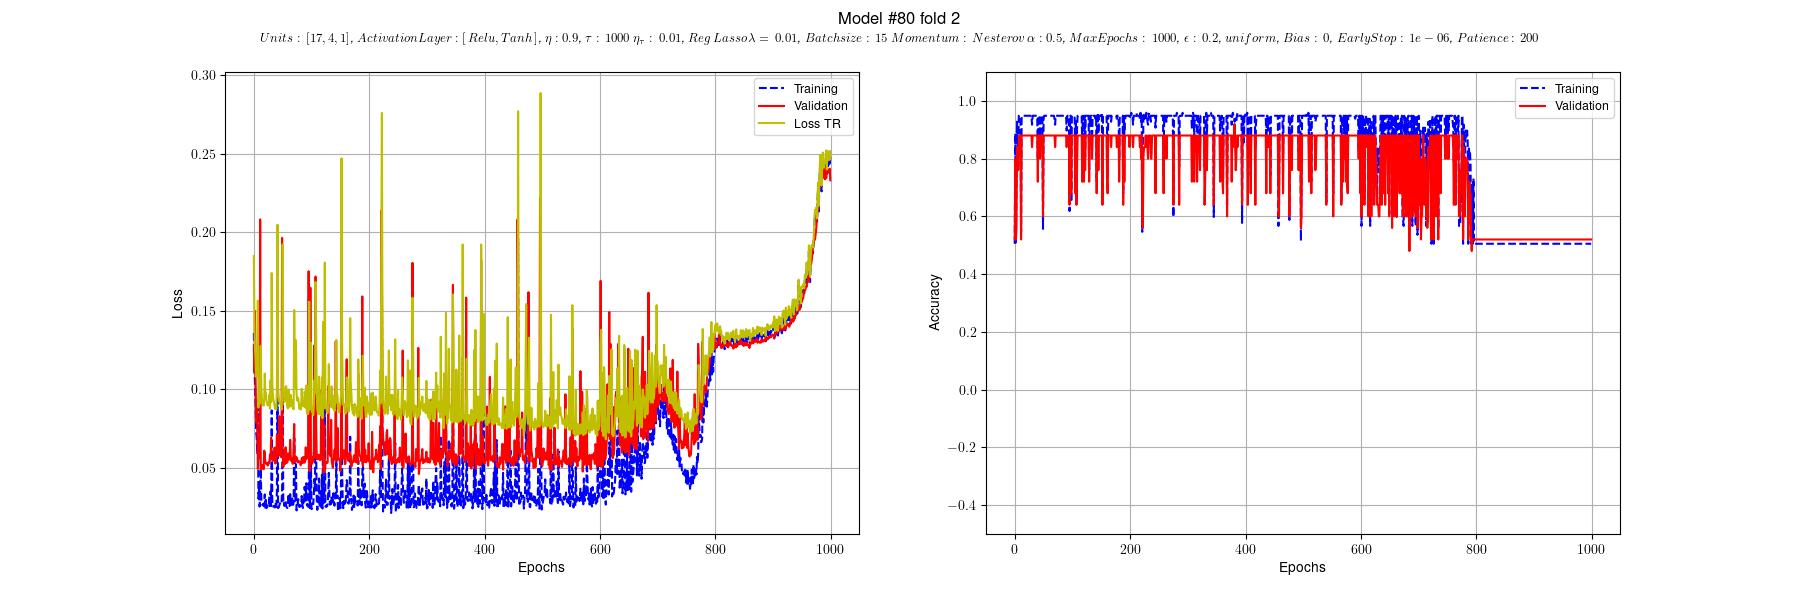 Model #80 fold 2
Units : [17, 4, 1], ActivationLayer : [ Relu, Tanh ], η : 0.9, τ : 1000 η_τ : 0.01, Reg Lasso λ = 0.01, Batchsize : 15 Momentum : Nesterov α : 0.5, MaxEpochs : 1000, ϵ : 0.2, uniform, Bias : 0, EarlyStop : 1e − 06, Patience : 200
Training
Validation
Loss TR
0.30
0.25
0.20
0.15
0.10
0.05
Loss
0 200 400 600 800 1000
Epochs
Training
Validation
1.0
0.8
0.6
0.4
0.2
0.0
−0.2
−0.4
Accuracy
0 200 400 600 800 1000
Epochs